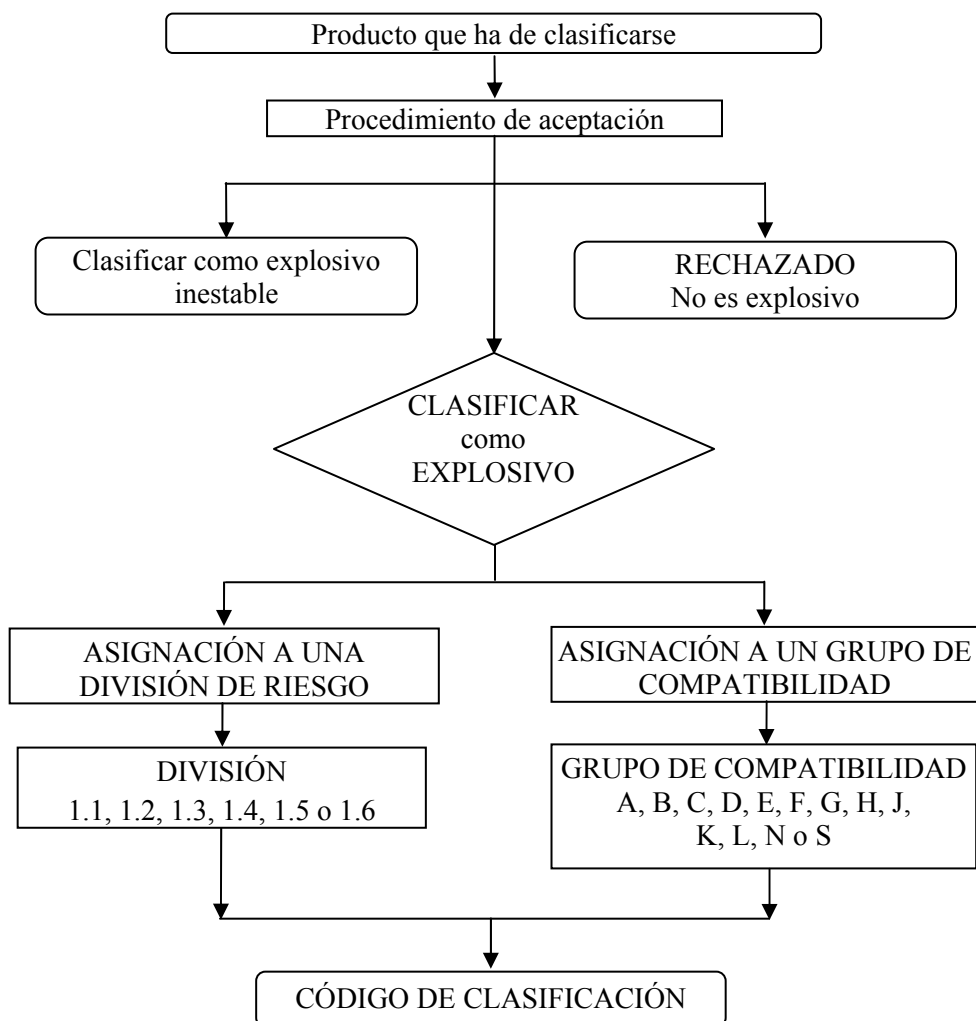 Producto que ha de clasificarse
Procedimiento de aceptación
Clasificar como explosivo
inestable
RECHAZADO
No es explosivo
CLASIFICAR
como
EXPLOSIVO
ASIGNACIÓN A UNA
DIVISIÓN DE RIESGO
ASIGNACIÓN A UN GRUPO DE
COMPATIBILIDAD
DIVISIÓN
1.1, 1.2, 1.3, 1.4, 1.5 o 1.6
GRUPO DE COMPATIBILIDAD
A, B, C, D, E, F, G, H, J,
K, L, N o S
CÓDIGO DE CLASIFICACIÓN